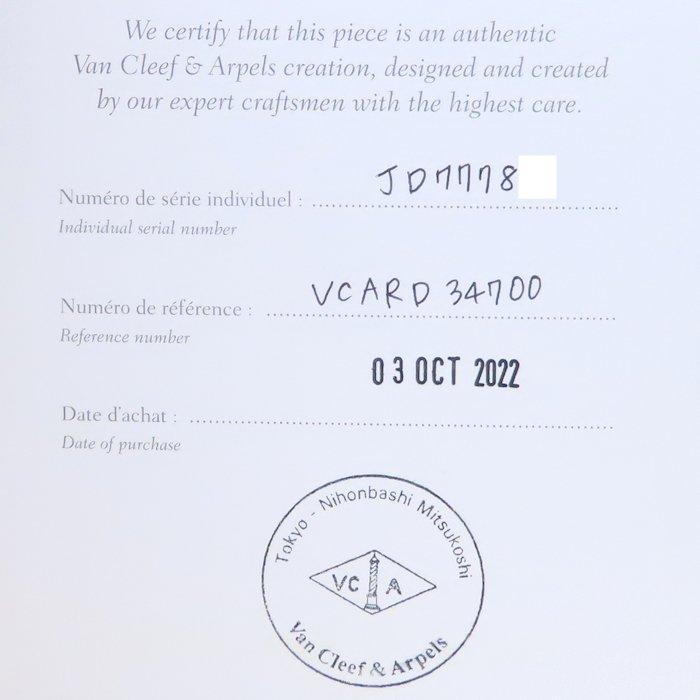 We certify that this piece is an authentic
Van Cleef & Arpels creation, designed and created
by our expert craftsmen with the highest care.
JD7778
Numéro de série individuel :
Individual serial number
VCARD 34700
Numéro de référence :
Reference number
03 OCT 2022
Date d'achat :
Date of purchase
Tokyo - Nihonbashi Mitsukoshi
VC A
Van Cleef & Arpels